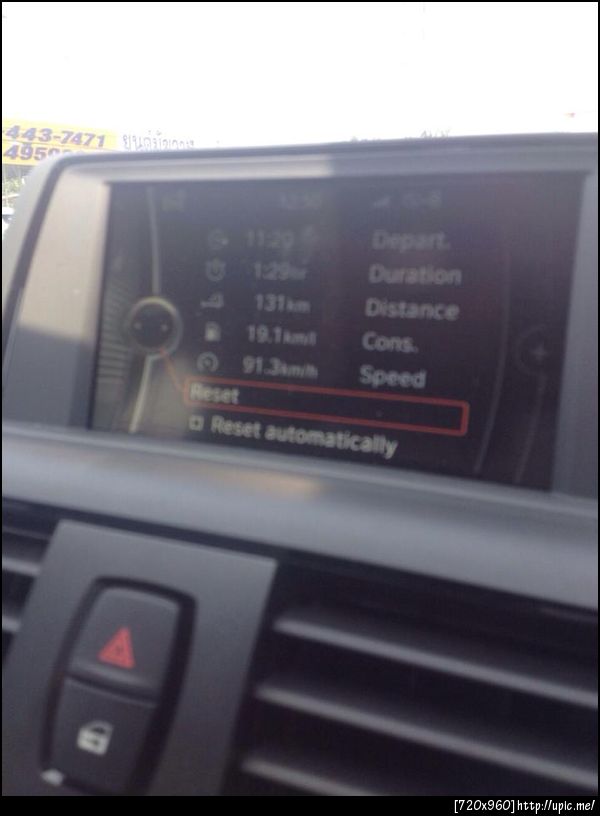 -443-7471
11:20 Depart.
1:29hr Duration
131km Distance
19.1km/l Cons.
91.3km/h Speed
Reset
Reset automatically
[720x960]http://upic.me/